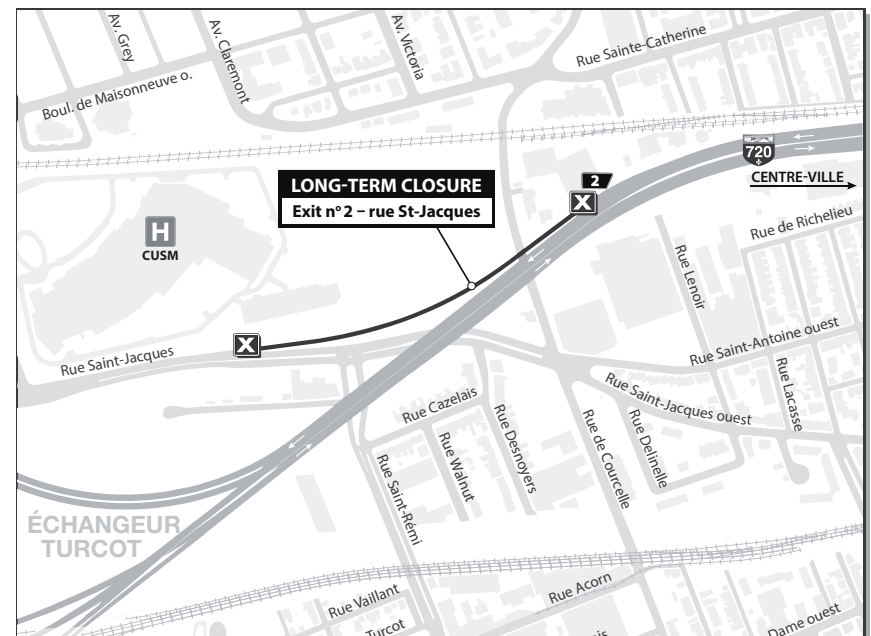 Av. Grey
Av. Claremont
Av. Victoria
Rue Sainte-Catherine
Boul. de Maisonneuve o.
720
CENTRE-VILLE
2
X
LONG-TERM CLOSURE
Exit nº 2 – rue St-Jacques
H
CUSM
Rue de Richelieu
Rue Lenoir
X
Rue Saint-Jacques
Rue Saint-Antoine ouest
Rue Saint-Jacques ouest
Rue Lacasse
Rue Cazelais
Rue Walnut
Rue Desnoyers
Rue de Courcelle
Rue Delinelle
Rue Saint-Rémi
ÉCHANGEUR
TURCOT
Rue Vaillant
Rue Acorn
Turcot
Dame ouest